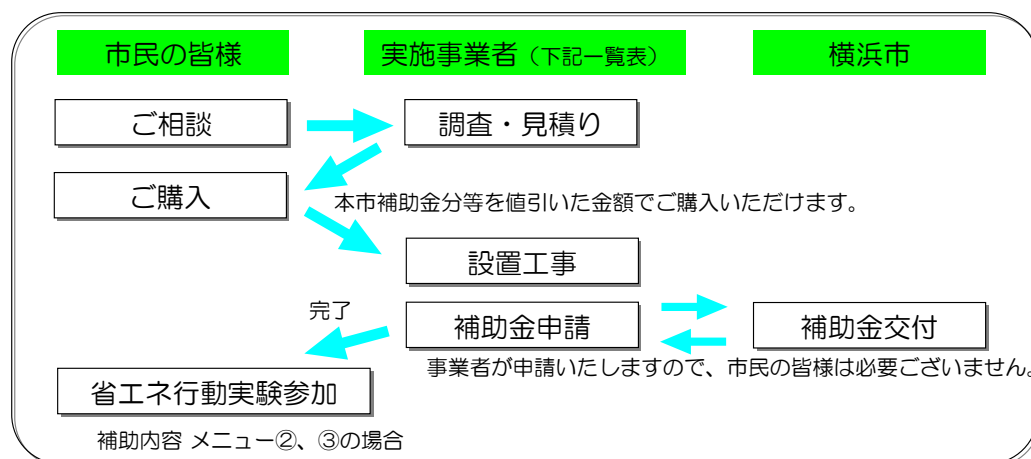 市民の皆様
実施事業者（下記一覧表）
横浜市
ご相談
調査・見積り
ご購入
本市補助金分等を値引いた金額でご購入いただけます。
設置工事
完了
補助金申請
補助金交付
事業者が申請いたしますので、市民の皆様は必要ございません。
省エネ行動実験参加
補助内容 メニュー②、③の場合